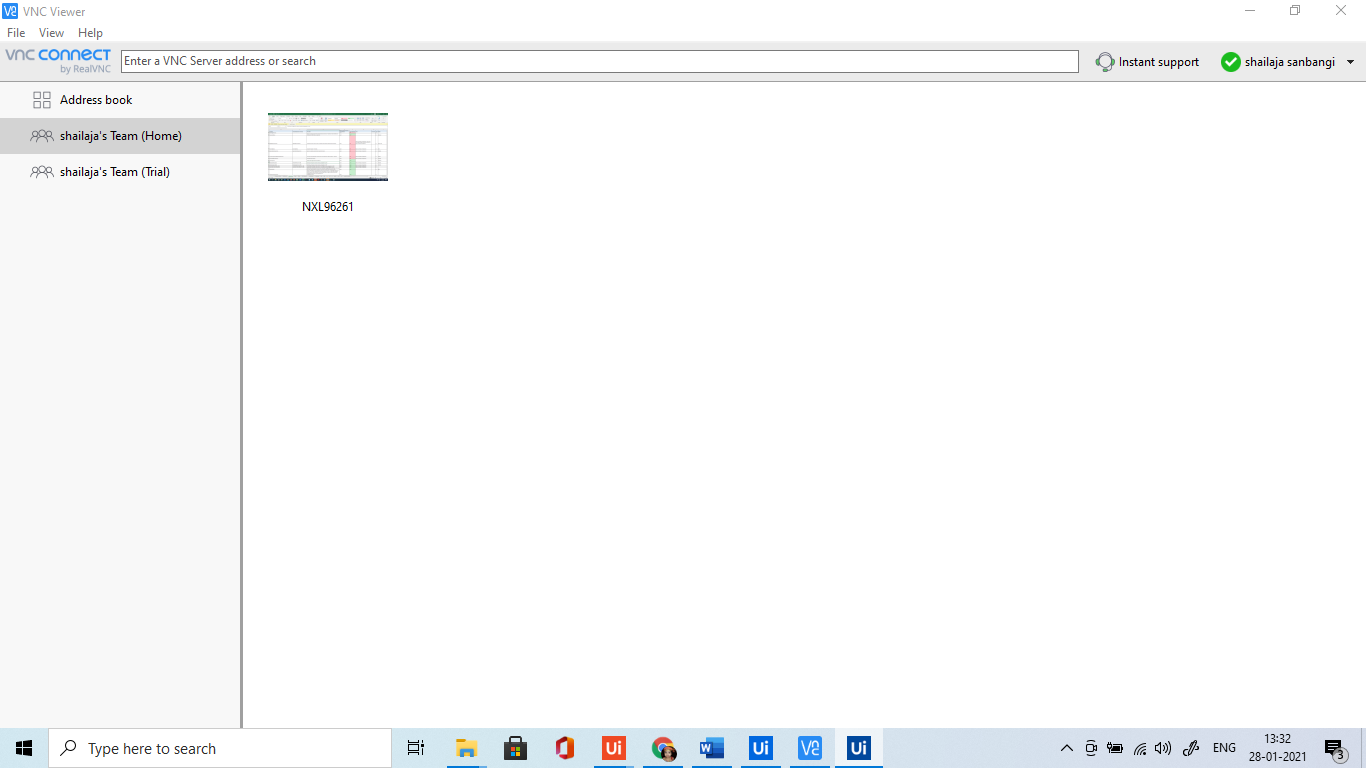 VNC Viewer
File View Help
vnc connect
by RealVNC
Enter a VNC Server address or search
Instant support
shailaja sanbangi
Address book
shailaja's Team (Home)
shailaja's Team (Trial)
NXL96261
Type here to search
Ui
W
Ui
Ui
ENG
13:32
28-01-2021
3